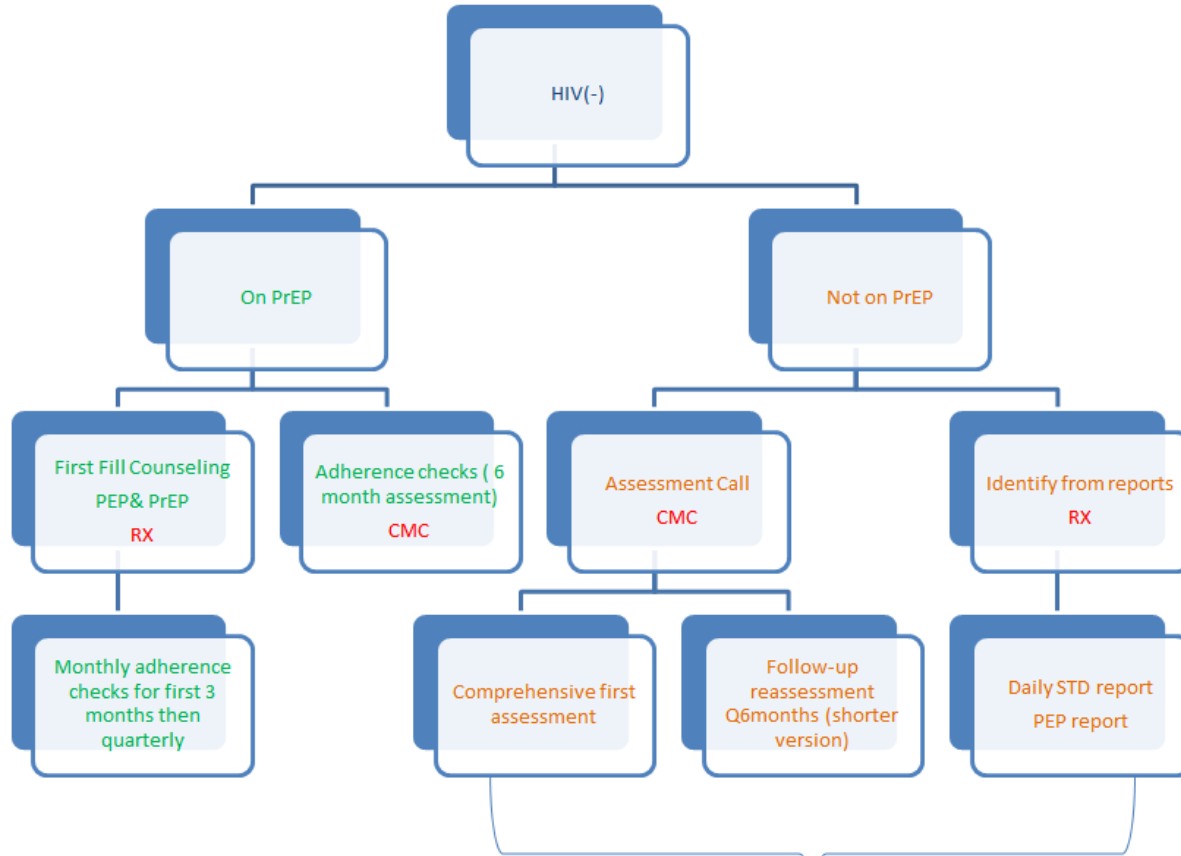 HIV(-)
On PrEP
Not on PrEP
First Fill Counseling
PEP& PrEP
RX
Adherence checks ( 6
month assessment)
CMC
Assessment Call
CMC
Identify from reports
RX
Monthly adherence
checks for first 3
months then
quarterly
Comprehensive first
assessment
Follow-up
reassessment
Q6months (shorter
version)
Daily STD report
PEP report